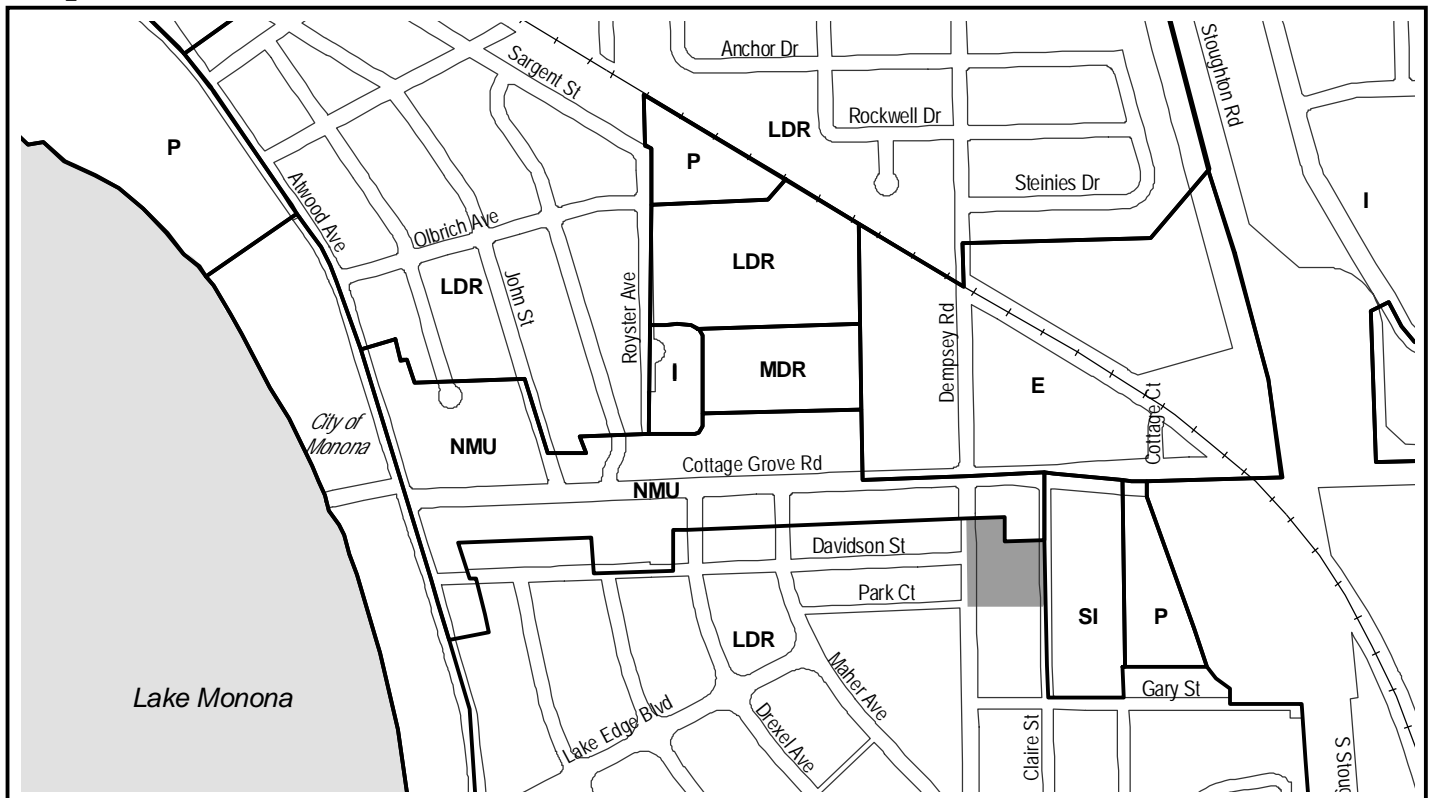 Anchor Dr
Sargent St
Stoughton Rd
LDR
Rockwell Dr
P
P
Steinies Dr
Atwood Ave
I
Olbrich Ave
LDR
LDR
John St
Royster Ave
Dempsey Rd
I
MDR
E
Cottage Ct
City of
Monona
NMU
Cottage Grove Rd
NMU
Davidson St
Park Ct
SI
P
LDR
Maher Ave
Gary St
Lake Monona
Lake Edge Blvd
Drexel Ave
Claire St
S Stoug